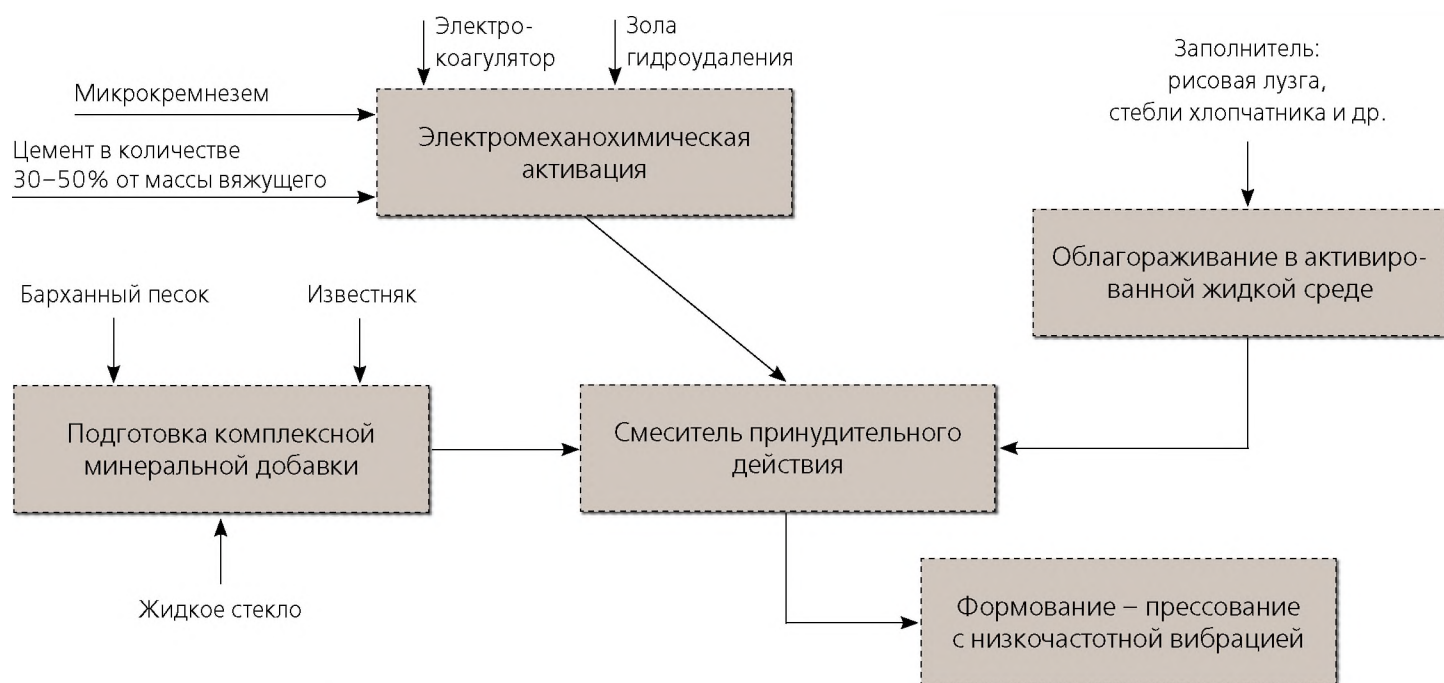 Электро-
коагулятор
Зола
гидроудаления
Заполнитель:
рисовая лузга,
стебли хлопчатника и др.
Микрокремнезем
Цемент в количестве
30–50% от массы вяжущего
Электромеханохимическая
активация
Облагораживание в активиро-
ванной жидкой среде
Барханный песок
Известняк
Подготовка комплексной
минеральной добавки
Смеситель принудительного
действия
Жидкое стекло
Формование – прессование
с низкочастотной вибрацией